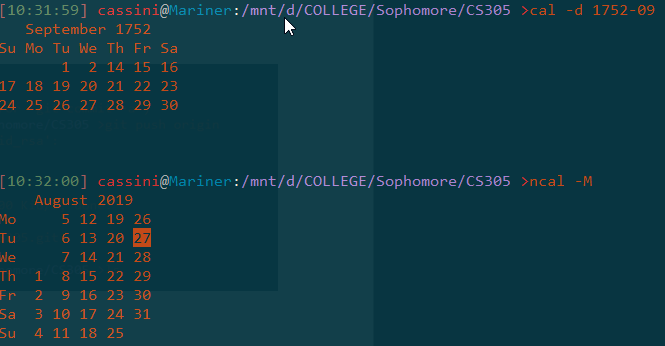 [10:31:59] cassini@Mariner:/mnt/d/COLLEGE/Sophomore/CS305 >cal -d 1752-09
   September 1752
Su Mo Tu We Th Fr Sa
       1  2 14 15 16
17 18 19 20 21 22 23
24 25 26 27 28 29 30
[10:32:00] cassini@Mariner:/mnt/d/COLLEGE/Sophomore/CS305 >ncal -M
    August 2019
Mo     5 12 19 26
Tu     6 13 20 27
We     7 14 21 28
Th  1  8 15 22 29
Fr  2  9 16 23 30
Sa  3 10 17 24 31
Su  4 11 18 25